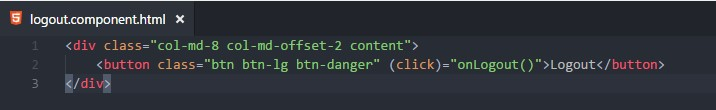 logout.component.html ×
1 <div class="col-md-8 col-md-offset-2 content">
2     <button class="btn btn-lg btn-danger" (click)="onLogout()">Logout</button>
3 </div>